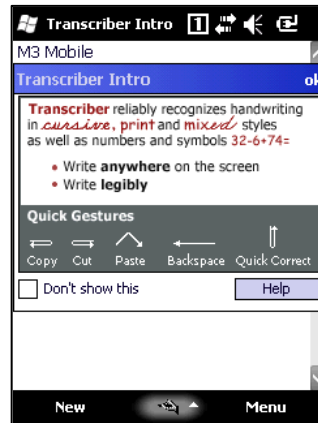 Transcriber Intro 1
M3 Mobile
Transcriber Intro ok
Transcriber reliably recognizes handwriting
in cursive, print and mixed styles
as well as numbers and symbols 32-6+74=
• Write anywhere on the screen
• Write legibly
Quick Gestures
Copy Cut Paste Backspace Quick Correct
Don't show this Help
New Menu